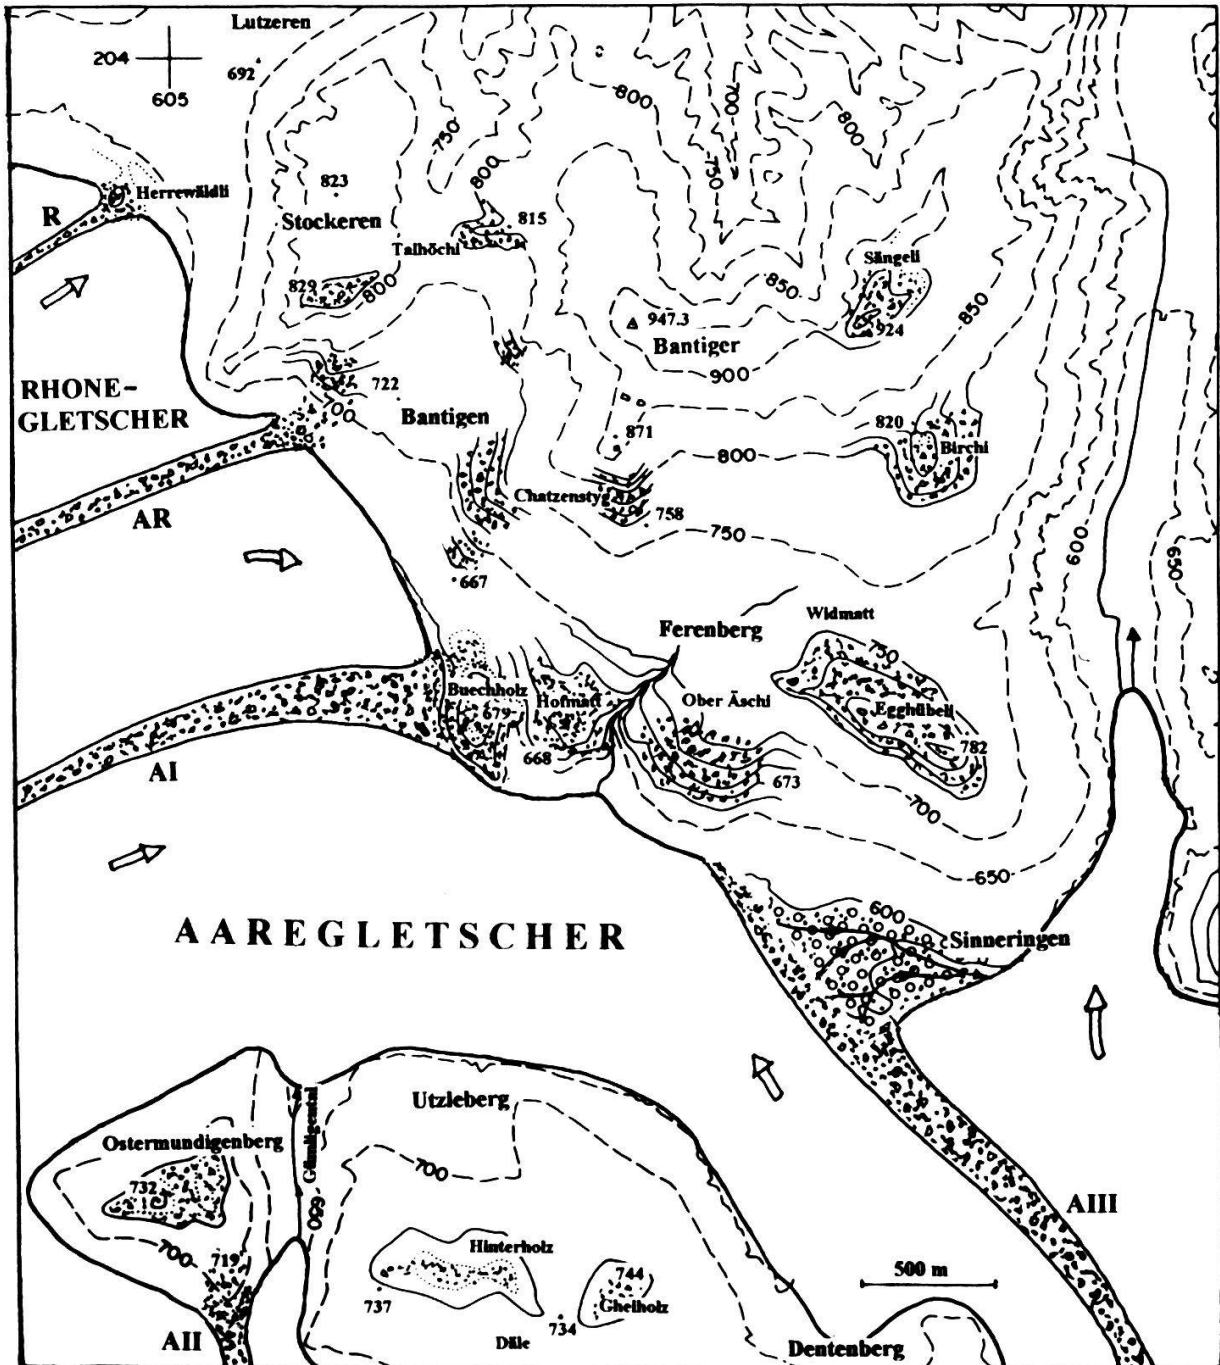 Lutzeren
204
692
605
800
700
750
800
750
800
823
Herrewäldli
R
Stockeren
815
Talhöchi
Sängeli
829
800
850
850
947.3
924
Bantiger
900
722
RHONE-
GLETSCHER
700
Bantigen
871
820
Birchi
800
Chatzenstyg
758
AR
750
600
650
667
Widmatt
Ferenberg
750
Buechholz
679
Hofmatt
Ober Äschi
Egghübeli
782
668
AI
673
700
650
600
AAREGLETSCHER
Sinneringen
Utzleberg
Ostermundigenberg
Gümligental
700
732
660
AIII
700
719
Hinterholz
500 m
744
737
Gheiholz
734
AII
Däle
Dentenberg